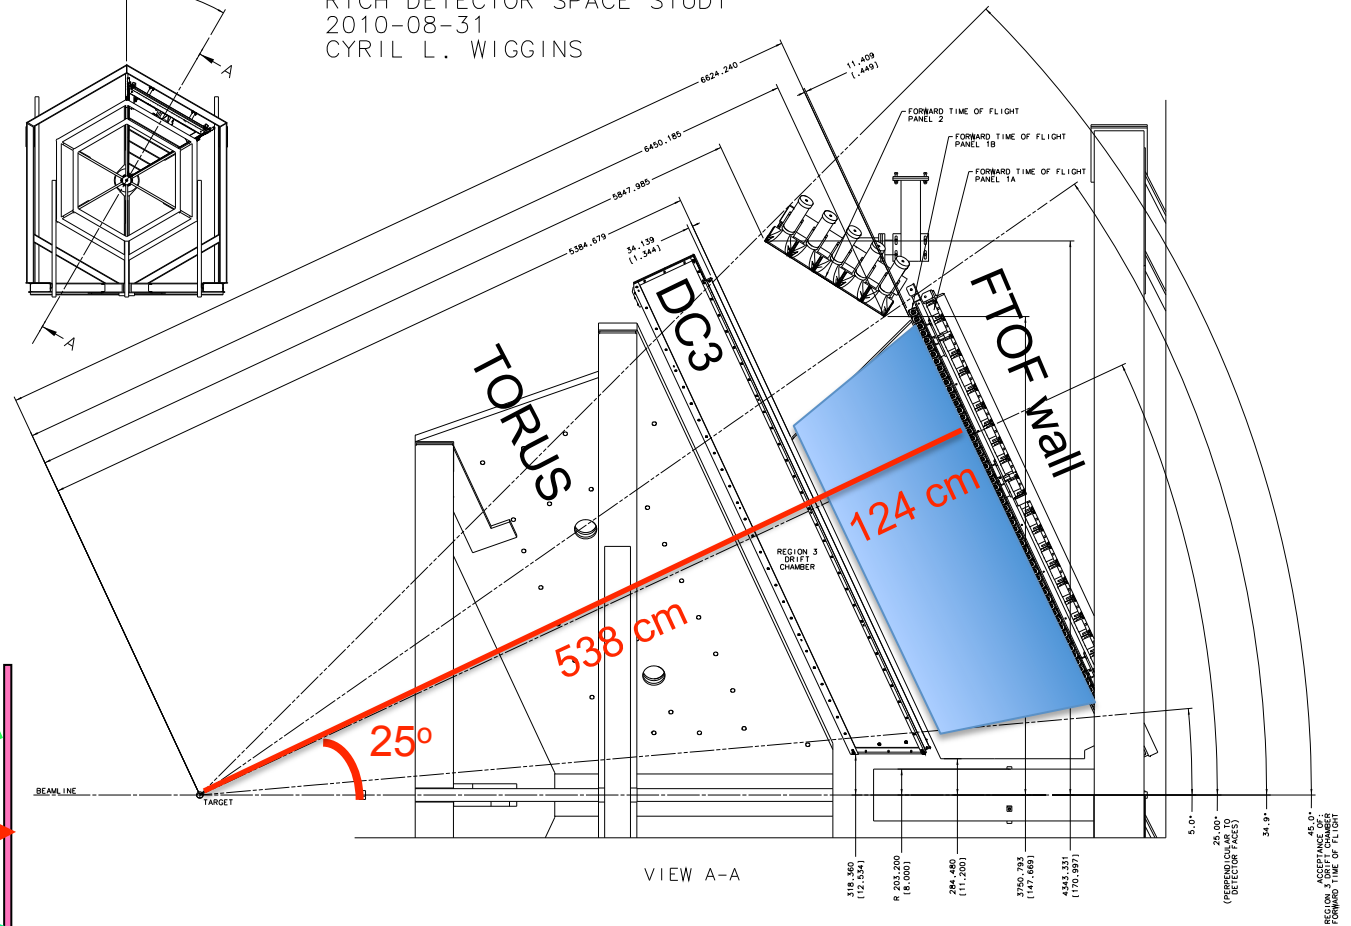 RICH DETECTOR SPACE STUDY
2010-08-31
CYRIL L. WIGGINS
A
A
6624.240
11.409
[.449]
6450.185
5847.985
5384.679
34.139
[1.344]
FORWARD TIME OF FLIGHT
PANEL 2
FORWARD TIME OF FLIGHT
PANEL 1B
FORWARD TIME OF FLIGHT
PANEL 1A
TORUS
DC3
FTOF wall
124 cm
REGION 3
DRIFT
CHAMBER
538 cm
25º
BEAMLINE
TARGET
VIEW A-A
318.360
[12.534]
R 203.200
[8.000]
284.480
[11.200]
3750.793
[147.669]
4343.331
[170.997]
5.0°
25.00°
(PERPENDICULAR TO
DETECTOR FACES)
34.9°
45.0°
ACCEPTANCE OF:
REGION 3 DRIFT CHAMBER
FORWARD TIME OF FLIGHT